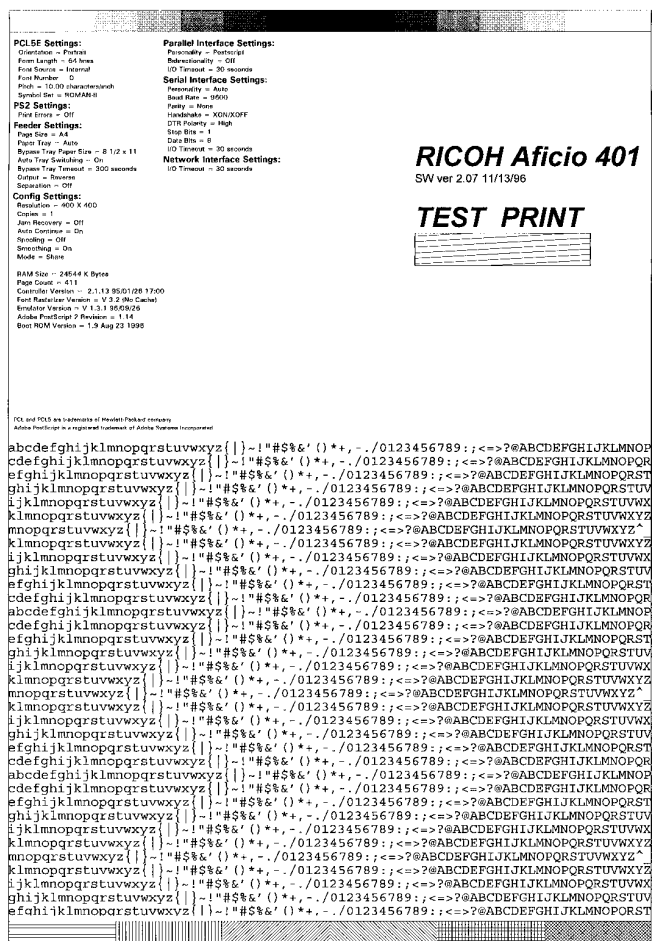 PCL5E Settings:
Orientation = Portrait
Form Length = 64 lines
Font Source = Internal
Font Number = 0
Pitch = 10.00 characters/inch
Symbol Set = ROMAN-8
PS2 Settings:
Print Errors = Off
Feeder Settings:
Page Size = A4
Paper Tray = Auto
Bypass Tray Paper Size = 8 1/2 x 11
Auto Tray Switching = On
Bypass Tray Timeout = 300 seconds
Output = Reverse
Separation = Off
Config Settings:
Resolution = 400 X 400
Copies = 1
Jam Recovery = Off
Auto Continue = On
Spooling = Off
Smoothing = On
Mode = Share
RAM Size = 24544 K Bytes
Page Count = 411
Controller Version = 2.1.13 95/01/26 17:00
Font Rasterizer Version = V 3.2 (No Cache)
Emulator Version = V 1.3.1 96/09/26
Adobe PostScript 2 Revision = 1.14
Boot ROM Version = 1.9 Aug 23 1996
Parallel Interface Settings:
Personality = Postscript
Bidirectionality = Off
I/O Timeout = 30 seconds
Serial Interface Settings:
Personality = Auto
Baud Rate = 9600
Parity = None
Handshake = XON/XOFF
DTR Polarity = High
Stop Bits = 1
Data Bits = 8
I/O Timeout = 30 seconds
Network Interface Settings:
I/O Timeout = 30 seconds
RICOH Aficio 401
SW ver 2.07 11/13/96
TEST PRINT
PCL and PCL5 are trademarks of Hewlett-Packard company
Adobe PostScript is a registered trademark of Adobe Systems Incorporated
abcdefghijklmnopqrstuvwxyz{|}~!"#$%&'()*+,-./0123456789:;<=>?@ABCDEFGHIJKLMNOP
cdefghijklmnopqrstuvwxyz{|}~!"#$%&'()*+,-./0123456789:;<=>?@ABCDEFGHIJKLMNOPQR
efghijklmnopqrstuvwxyz{|}~!"#$%&'()*+,-./0123456789:;<=>?@ABCDEFGHIJKLMNOPQRST
ghijklmnopqrstuvwxyz{|}~!"#$%&'()*+,-./0123456789:;<=>?@ABCDEFGHIJKLMNOPQRSTUV
ijklmnopqrstuvwxyz{|}~!"#$%&'()*+,-./0123456789:;<=>?@ABCDEFGHIJKLMNOPQRSTUVWX
klmnopqrstuvwxyz{|}~!"#$%&'()*+,-./0123456789:;<=>?@ABCDEFGHIJKLMNOPQRSTUVWXYZ
mnopqrstuvwxyz{|}~!"#$%&'()*+,-./0123456789:;<=>?@ABCDEFGHIJKLMNOPQRSTUVWXYZ^_
klmnopqrstuvwxyz{|}~!"#$%&'()*+,-./0123456789:;<=>?@ABCDEFGHIJKLMNOPQRSTUVWXYZ
ijklmnopqrstuvwxyz{|}~!"#$%&'()*+,-./0123456789:;<=>?@ABCDEFGHIJKLMNOPQRSTUVWX
ghijklmnopqrstuvwxyz{|}~!"#$%&'()*+,-./0123456789:;<=>?@ABCDEFGHIJKLMNOPQRSTUV
efghijklmnopqrstuvwxyz{|}~!"#$%&'()*+,-./0123456789:;<=>?@ABCDEFGHIJKLMNOPQRST
cdefghijklmnopqrstuvwxyz{|}~!"#$%&'()*+,-./0123456789:;<=>?@ABCDEFGHIJKLMNOPQR
abcdefghijklmnopqrstuvwxyz{|}~!"#$%&'()*+,-./0123456789:;<=>?@ABCDEFGHIJKLMNOP
cdefghijklmnopqrstuvwxyz{|}~!"#$%&'()*+,-./0123456789:;<=>?@ABCDEFGHIJKLMNOPQR
efghijklmnopqrstuvwxyz{|}~!"#$%&'()*+,-./0123456789:;<=>?@ABCDEFGHIJKLMNOPQRST
ghijklmnopqrstuvwxyz{|}~!"#$%&'()*+,-./0123456789:;<=>?@ABCDEFGHIJKLMNOPQRSTUV
ijklmnopqrstuvwxyz{|}~!"#$%&'()*+,-./0123456789:;<=>?@ABCDEFGHIJKLMNOPQRSTUVWX
klmnopqrstuvwxyz{|}~!"#$%&'()*+,-./0123456789:;<=>?@ABCDEFGHIJKLMNOPQRSTUVWXYZ
mnopqrstuvwxyz{|}~!"#$%&'()*+,-./0123456789:;<=>?@ABCDEFGHIJKLMNOPQRSTUVWXYZ^_
klmnopqrstuvwxyz{|}~!"#$%&'()*+,-./0123456789:;<=>?@ABCDEFGHIJKLMNOPQRSTUVWXYZ
ijklmnopqrstuvwxyz{|}~!"#$%&'()*+,-./0123456789:;<=>?@ABCDEFGHIJKLMNOPQRSTUVWX
ghijklmnopqrstuvwxyz{|}~!"#$%&'()*+,-./0123456789:;<=>?@ABCDEFGHIJKLMNOPQRSTUV
efghijklmnopqrstuvwxyz{|}~!"#$%&'()*+,-./0123456789:;<=>?@ABCDEFGHIJKLMNOPQRST
cdefghijklmnopqrstuvwxyz{|}~!"#$%&'()*+,-./0123456789:;<=>?@ABCDEFGHIJKLMNOPQR
abcdefghijklmnopqrstuvwxyz{|}~!"#$%&'()*+,-./0123456789:;<=>?@ABCDEFGHIJKLMNOP
cdefghijklmnopqrstuvwxyz{|}~!"#$%&'()*+,-./0123456789:;<=>?@ABCDEFGHIJKLMNOPQR
efghijklmnopqrstuvwxyz{|}~!"#$%&'()*+,-./0123456789:;<=>?@ABCDEFGHIJKLMNOPQRST
ghijklmnopqrstuvwxyz{|}~!"#$%&'()*+,-./0123456789:;<=>?@ABCDEFGHIJKLMNOPQRSTUV
ijklmnopqrstuvwxyz{|}~!"#$%&'()*+,-./0123456789:;<=>?@ABCDEFGHIJKLMNOPQRSTUVWX
klmnopqrstuvwxyz{|}~!"#$%&'()*+,-./0123456789:;<=>?@ABCDEFGHIJKLMNOPQRSTUVWXYZ
mnopqrstuvwxyz{|}~!"#$%&'()*+,-./0123456789:;<=>?@ABCDEFGHIJKLMNOPQRSTUVWXYZ^_
klmnopqrstuvwxyz{|}~!"#$%&'()*+,-./0123456789:;<=>?@ABCDEFGHIJKLMNOPQRSTUVWXYZ
ijklmnopqrstuvwxyz{|}~!"#$%&'()*+,-./0123456789:;<=>?@ABCDEFGHIJKLMNOPQRSTUVWX
ghijklmnopqrstuvwxyz{|}~!"#$%&'()*+,-./0123456789:;<=>?@ABCDEFGHIJKLMNOPQRSTUV
efghijklmnopqrstuvwxyz{|}~!"#$%&'()*+,-./0123456789:;<=>?@ABCDEFGHIJKLMNOPQRST